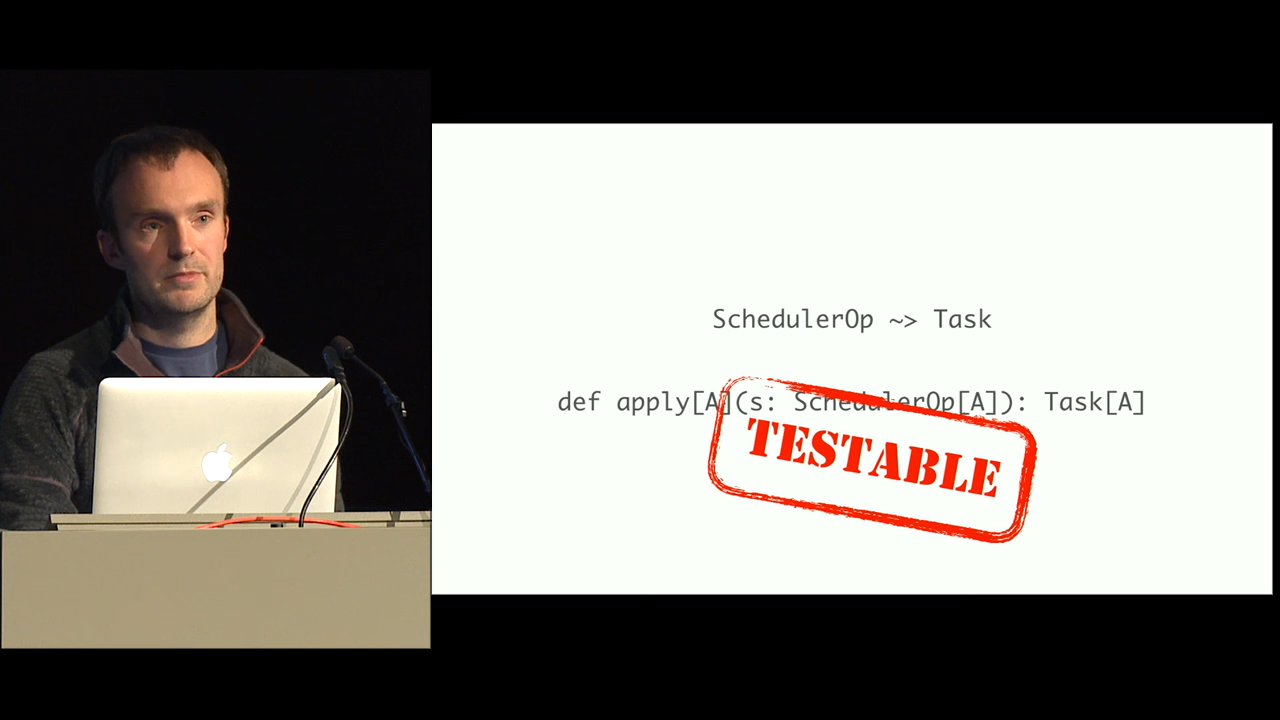 SchedulerOp ~> Task
def apply[A](s: SchedulerOp[A]): Task[A]
TESTABLE